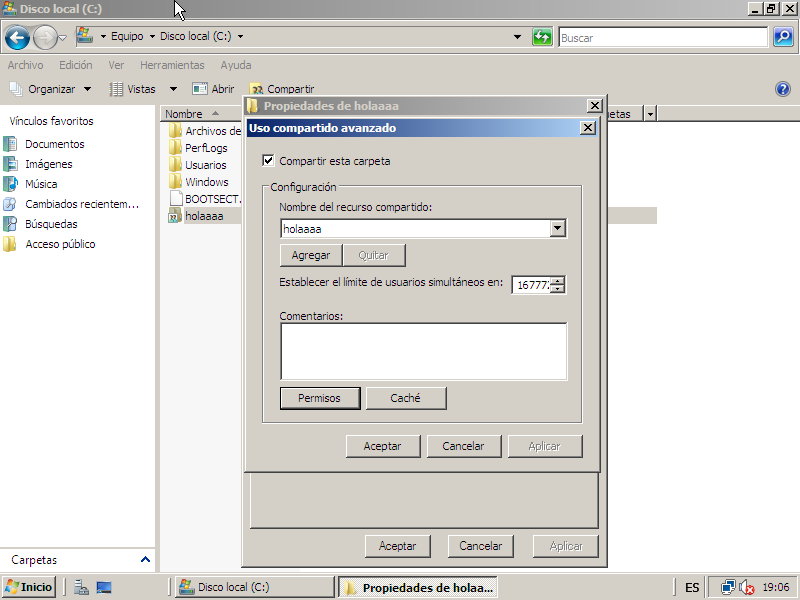 Disco local (C:)
Equipo Disco local (C:)
Buscar
Archivo Edición Ver Herramientas Ayuda
Organizar Vistas Abrir Compartir
Vínculos favoritos
Documentos
Imágenes
Música
Cambiados recientem...
Búsquedas
Acceso público
Carpetas
Nombre
Archivos de
PerfLogs
Usuarios
Windows
BOOTSECT.
holaaaa
Propiedades de holaaaa
Uso compartido avanzado
Compartir esta carpeta
Configuración
Nombre del recurso compartido:
holaaaa
Agregar Quitar
Establecer el límite de usuarios simultáneos en:
Comentarios:
Permisos Caché
Aceptar Cancelar Aplicar
Aceptar Cancelar Aplicar
Inicio
Disco local (C:)
Propiedades de holaa...
ES
19:06